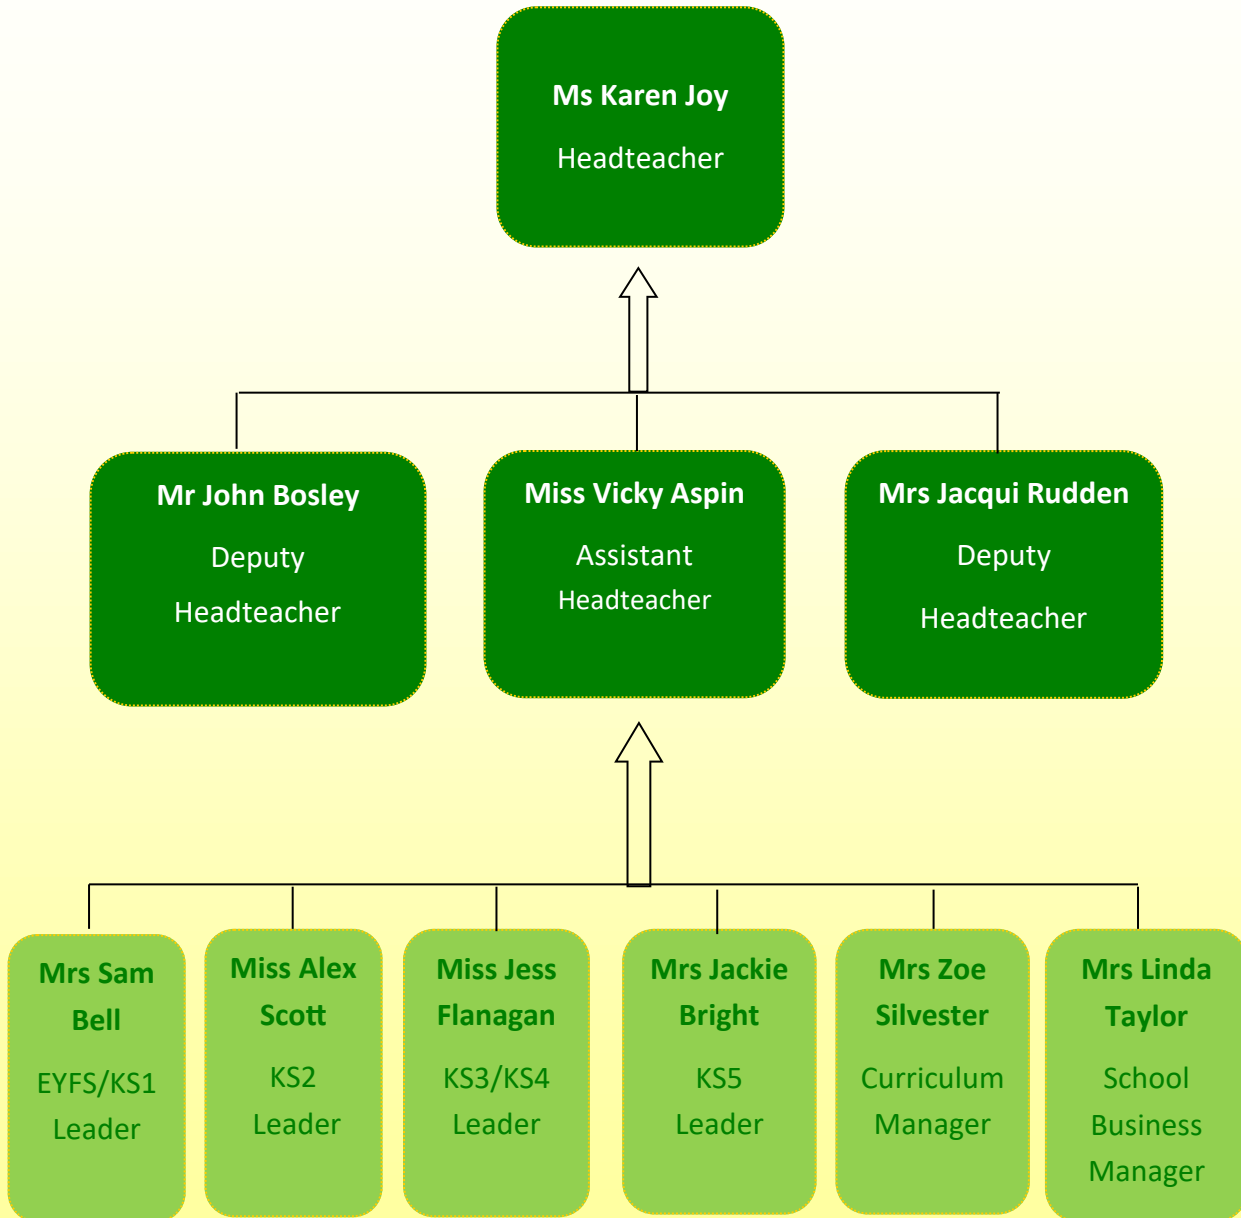 Ms Karen Joy
Headteacher
Mr John Bosley
Deputy
Headteacher
Miss Vicky Aspin
Assistant
Headteacher
Mrs Jacqui Rudden
Deputy
Headteacher
Mrs Sam
Bell
EYFS/KS1
Leader
Miss Alex
Scott
KS2
Leader
Miss Jess
Flanagan
KS3/KS4
Leader
Mrs Jackie
Bright
KS5
Leader
Mrs Zoe
Silvester
Curriculum
Manager
Mrs Linda
Taylor
School
Business
Manager